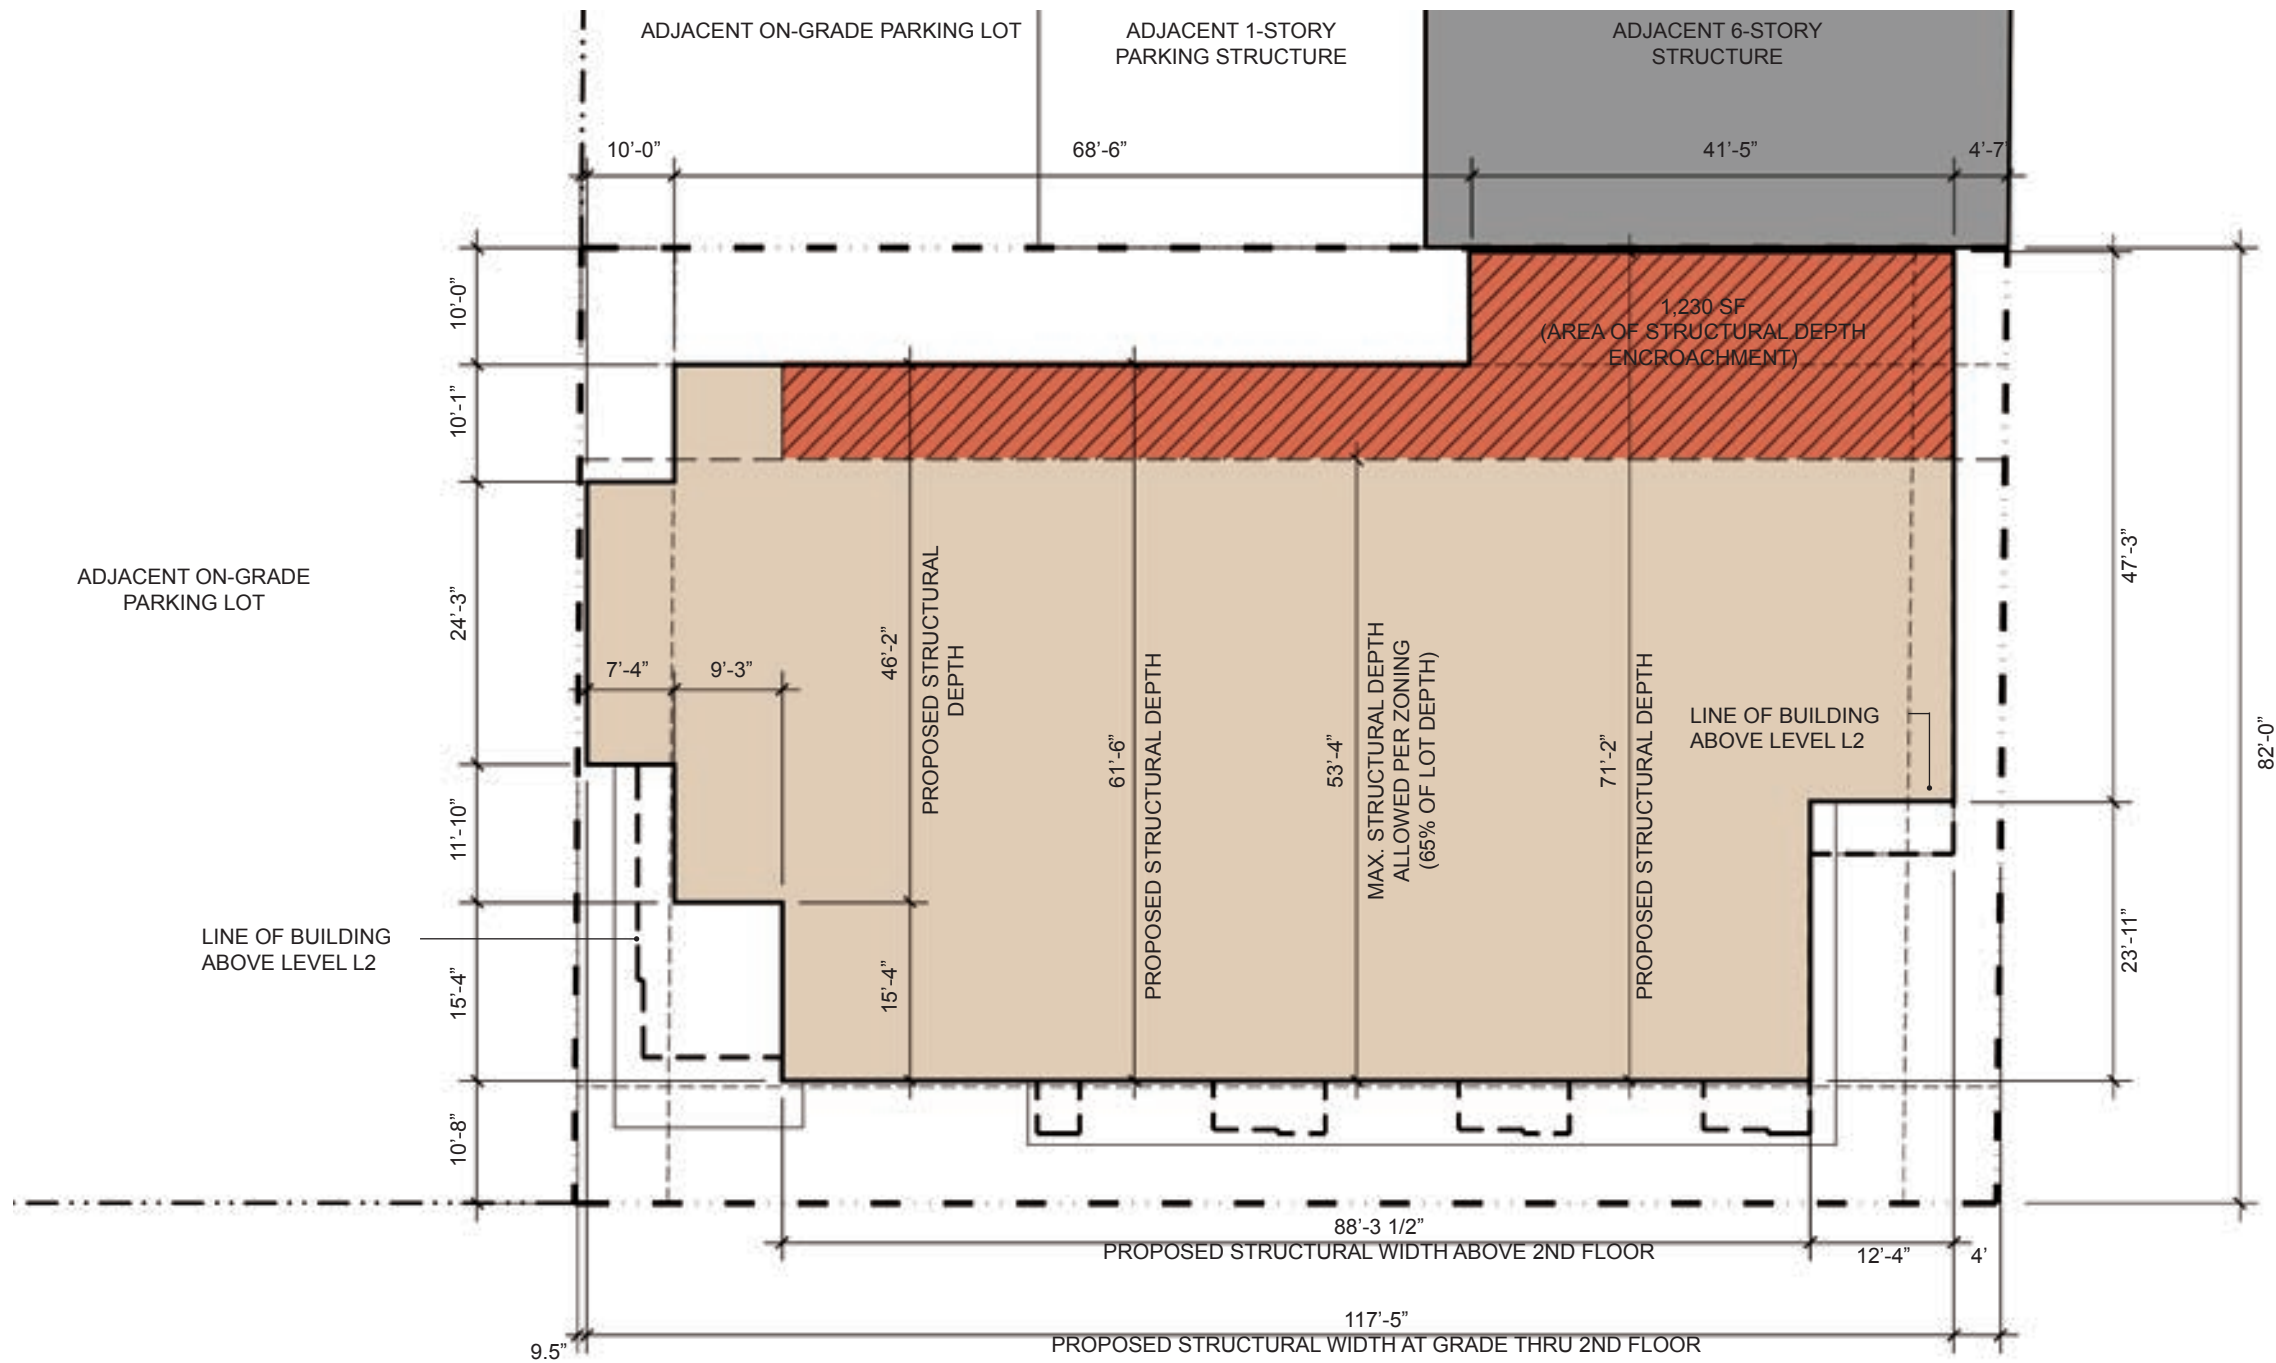 ADJACENT ON-GRADE PARKING LOT
ADJACENT 1-STORY
PARKING STRUCTURE
ADJACENT 6-STORY
STRUCTURE
10’-0”
68’-6”
41’-5”
4’-7”
10’-0”
10’-1”
24’-3”
11’-10”
15’-4”
10’-8”
1,230 SF
(AREA OF STRUCTURAL DEPTH
ENCROACHMENT)
ADJACENT ON-GRADE
PARKING LOT
7’-4”
9’-3”
46’-2”
PROPOSED STRUCTURAL
DEPTH
15’-4”
61’-6”
PROPOSED STRUCTURAL DEPTH
53’-4”
MAX. STRUCTURAL DEPTH
ALLOWED PER ZONING
(65% OF LOT DEPTH)
71’-2”
PROPOSED STRUCTURAL DEPTH
LINE OF BUILDING
ABOVE LEVEL L2
47’-3”
23’-11”
82’-0”
LINE OF BUILDING
ABOVE LEVEL L2
88’-3 1/2”
PROPOSED STRUCTURAL WIDTH ABOVE 2ND FLOOR
12’-4”
4’
117’-5”
PROPOSED STRUCTURAL WIDTH AT GRADE THRU 2ND FLOOR
9.5”